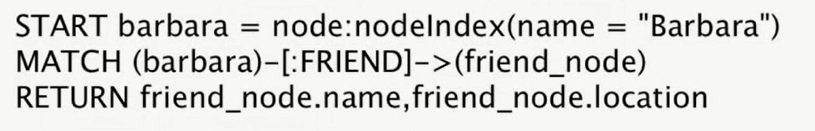 START barbara = node:nodeIndex(name = "Barbara")
MATCH (barbara)-[:FRIEND]->(friend_node)
RETURN friend_node.name,friend_node.location